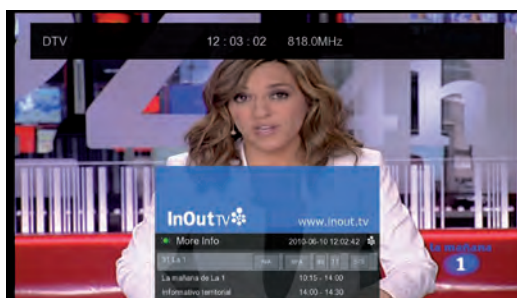 DTV 12 : 03 : 02 818.0MHz
24h
InOutTV www.inout.tv
More Info 2010-06-10 12:02:42
La 1
La mañana de La 1 10:15 - 14:00
Informativo territorial 14:00 - 14:30
la mañana
1